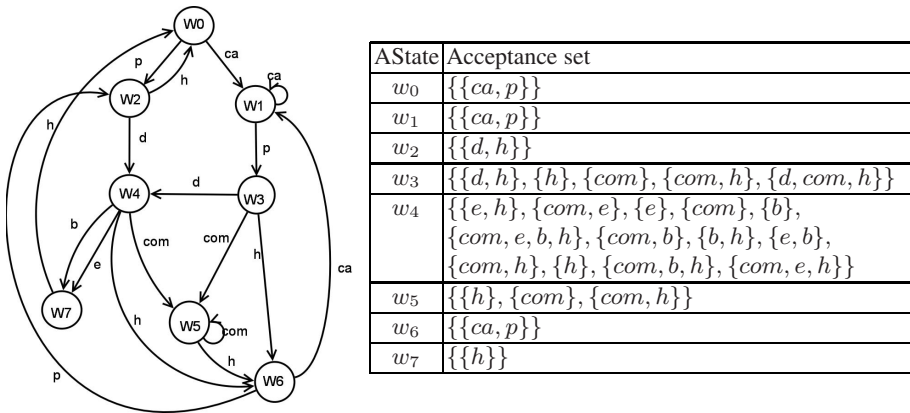 W0
ca
p
h
ca
W2
W1
h
d
p
W4
d
W3
b
com
com
h
e
ca
W7
h
W5
com
h
p
W6
AState Acceptance set
w0 {{ca, p}}
w1 {{ca, p}}
w2 {{d, h}}
w3 {{d, h}, {h}, {com}, {com, h}, {d, com, h}}
w4 {{e, h}, {com, e}, {e}, {com}, {b},
{com, e, b, h}, {com, b}, {b, h}, {e, b},
{com, h}, {h}, {com, b, h}, {com, e, h}}
w5 {{h}, {com}, {com, h}}
w6 {{ca, p}}
w7 {{h}}